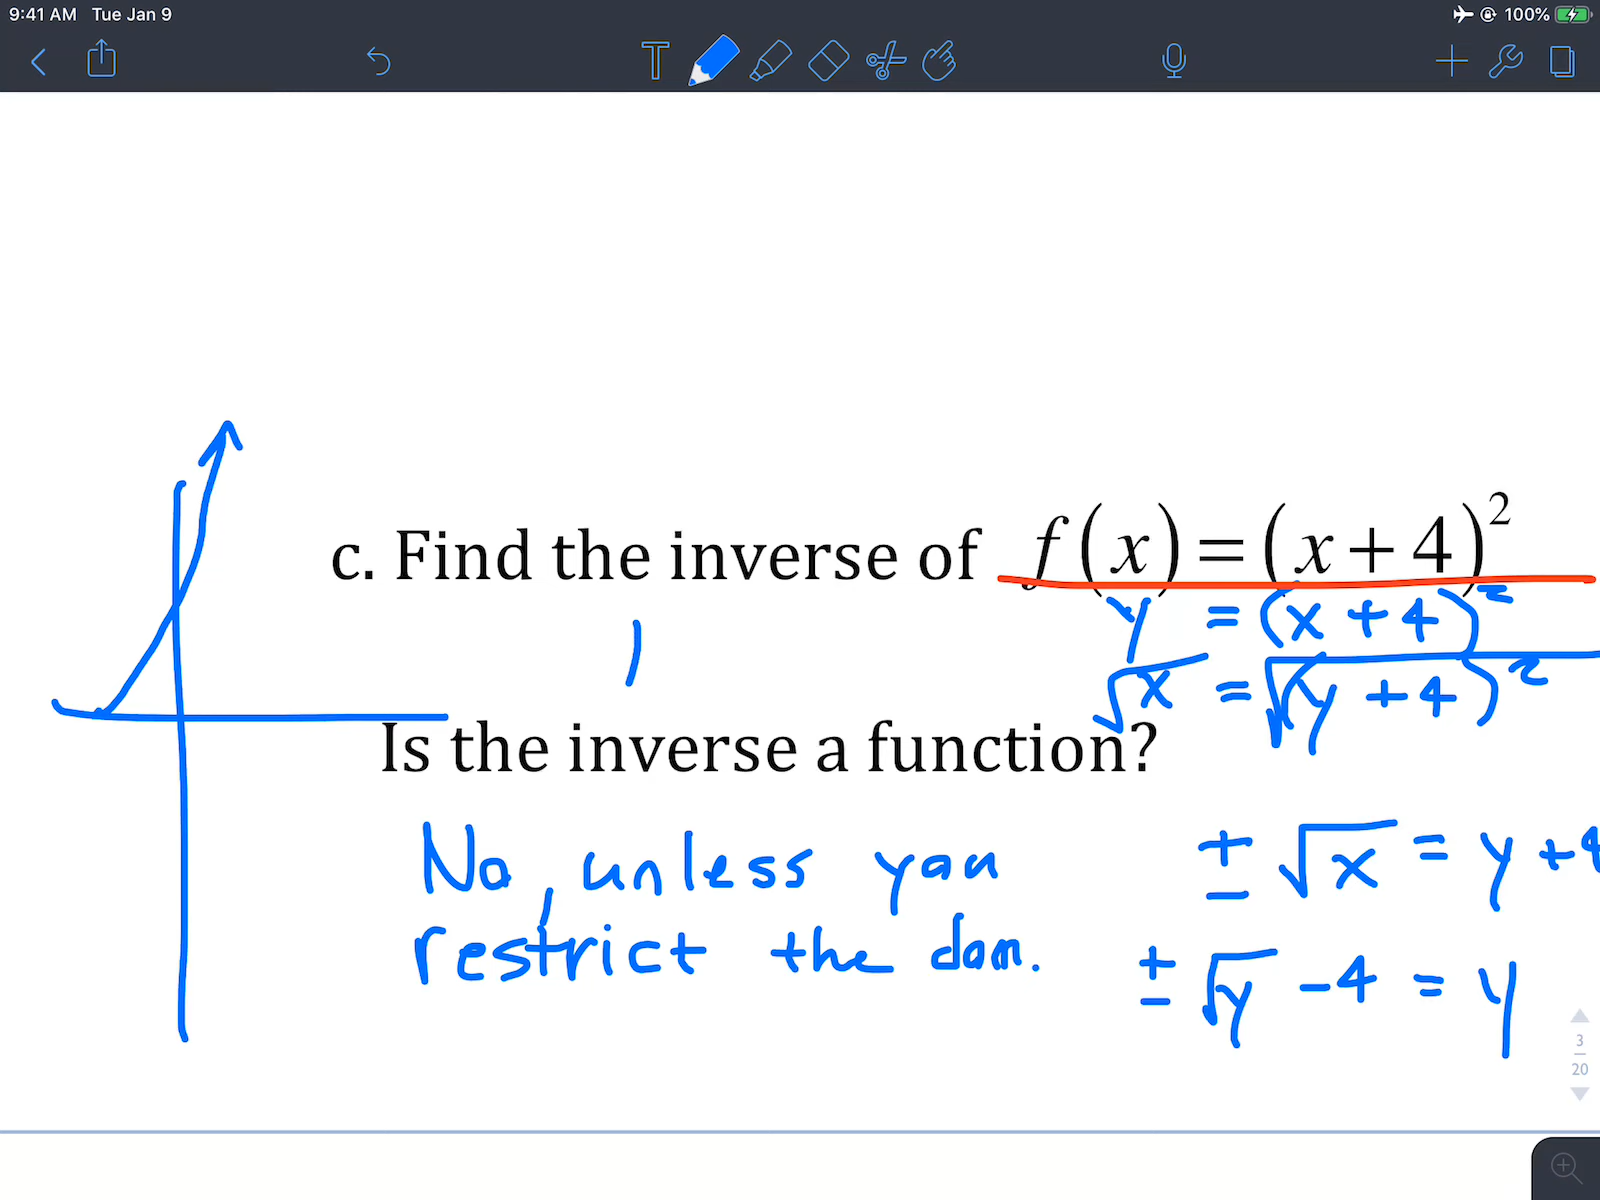 9:41 AM Tue Jan 9
100%
T
c. Find the inverse of f(x)=(x+4)²
y = (x+4)²
√x = √(y+4)²
Is the inverse a function?
No, unless you
restrict the dom.
± √x = y+4
± √y -4 = y
3
20